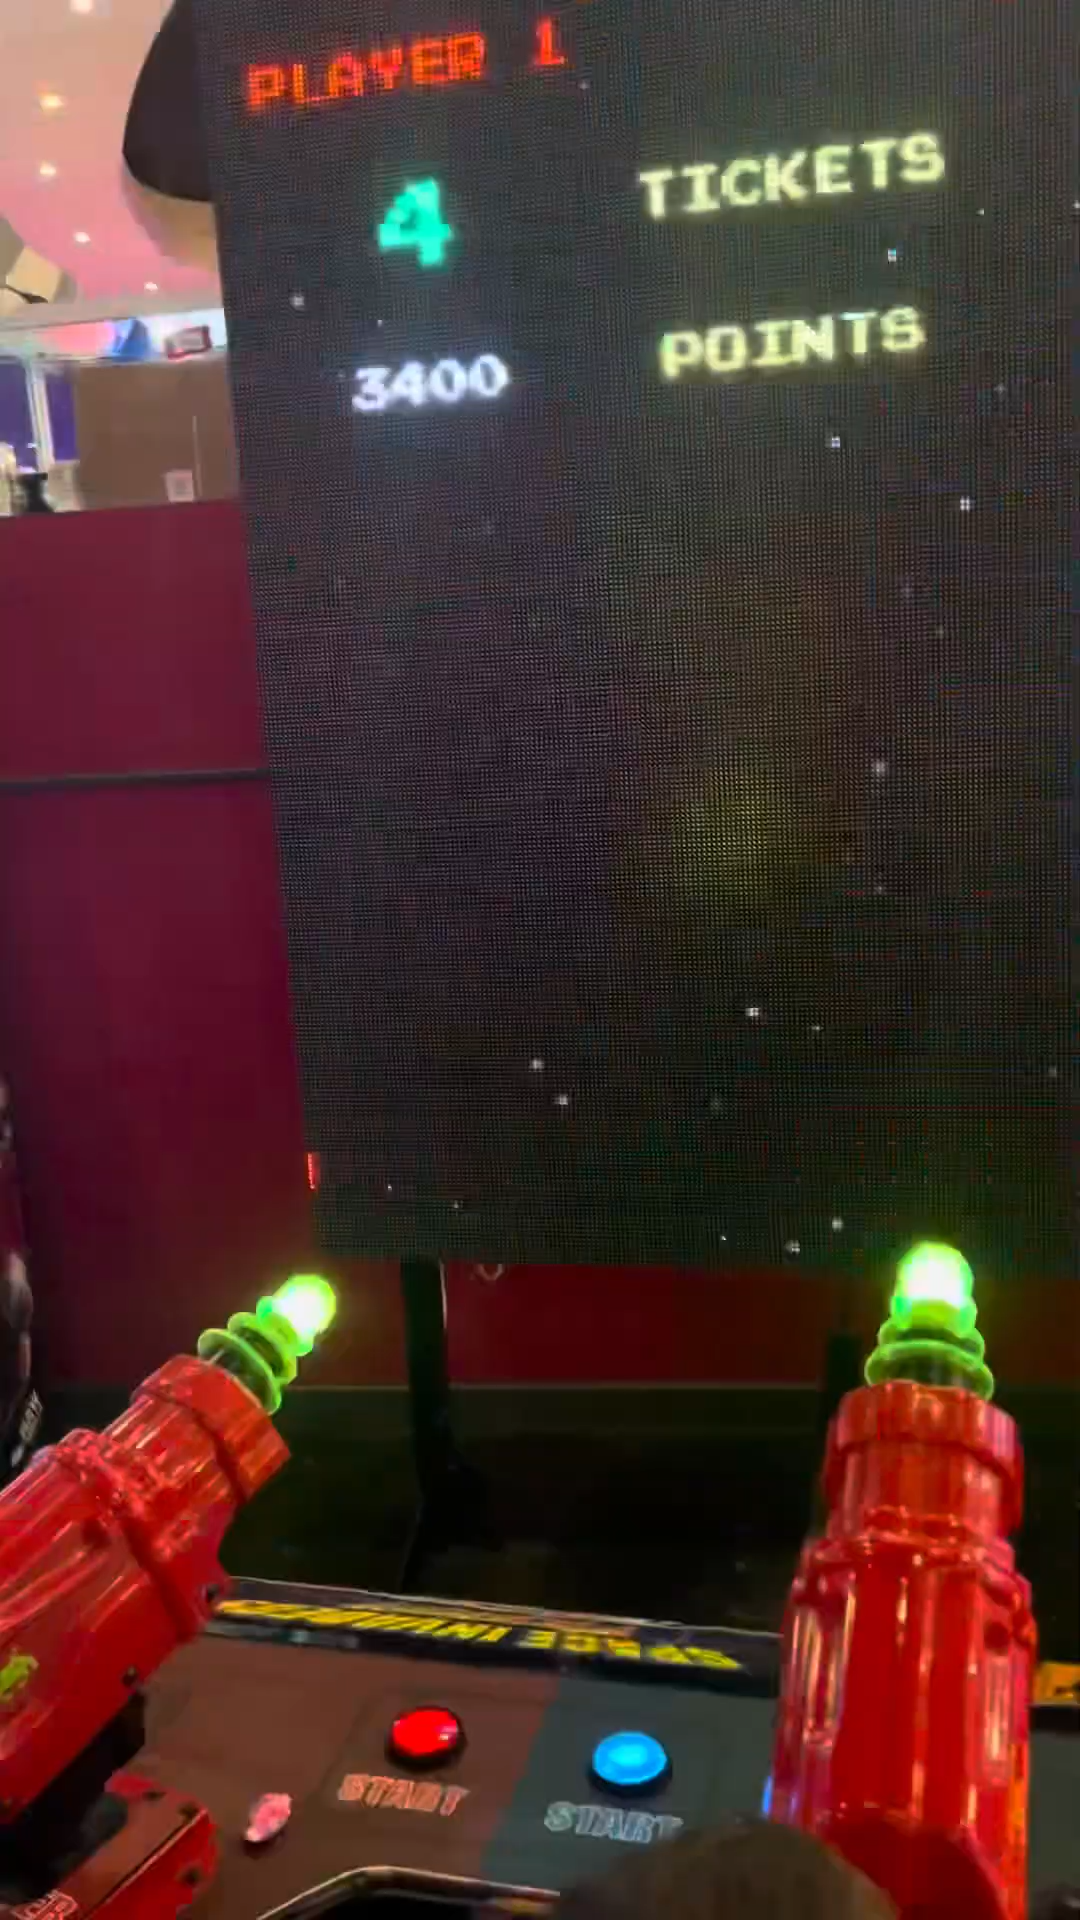 PLAYER 1
4 TICKETS
3400 POINTS
SPACE INVADERS
START
START